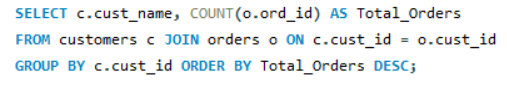 SELECT c.cust_name, COUNT(o.ord_id) AS Total_Orders
FROM customers c JOIN orders o ON c.cust_id = o.cust_id
GROUP BY c.cust_id ORDER BY Total_Orders DESC;